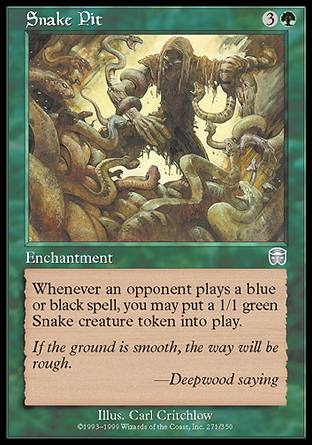 Snake Pit 3
Enchantment
Whenever an opponent plays a blue
or black spell, you may put a 1/1 green
Snake creature token into play.
If the ground is smooth, the way will be
rough.
—Deepwood saying
Illus. Carl Critchlow
©1993–1999 Wizards of the Coast, Inc. 271/350